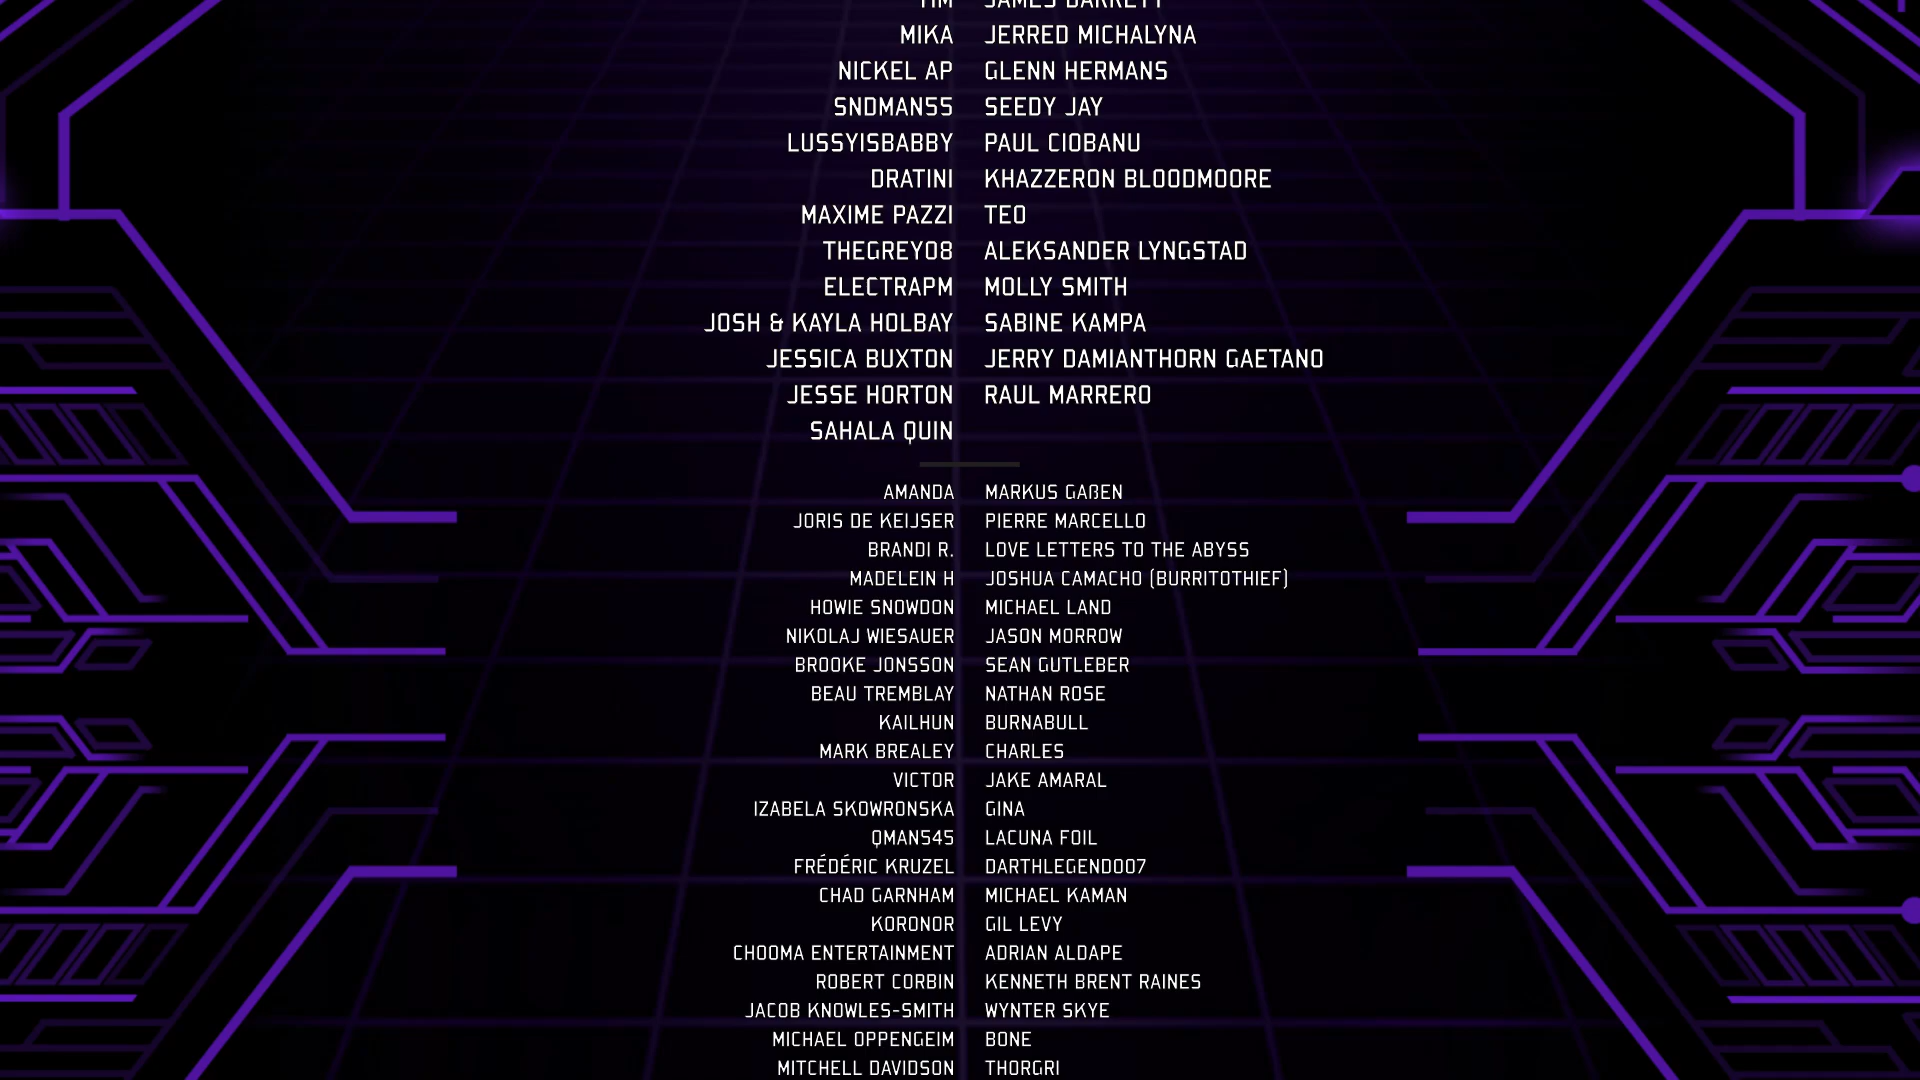 TIM JAMES BARRETT
MIKA JERRED MICHALYNA
NICKEL AP GLENN HERMANS
SNDMAN55 SEEDY JAY
LUSSYISBABBY PAUL CIOBANU
DRATINI KHAZZERON BLOODMOORE
MAXIME PAZZI TEO
THEGREY08 ALEKSANDER LYNGSTAD
ELECTRAPM MOLLY SMITH
JOSH & KAYLA HOLBAY SABINE KAMPA
JESSICA BUXTON JERRY DAMIANTHORN GAETANO
JESSE HORTON RAUL MARRERO
SAHALA QUIN
AMANDA MARKUS GAßEN
JORIS DE KEIJSER PIERRE MARCELLO
BRANDI R. LOVE LETTERS TO THE ABYSS
MADELEIN H JOSHUA CAMACHO (BURRITOTHIEF)
HOWIE SNOWDON MICHAEL LAND
NIKOLAJ WIESAUER JASON MORROW
BROOKE JONSSON SEAN GUTLEBER
BEAU TREMBLAY NATHAN ROSE
KAILHUN BURNABULL
MARK BREALEY CHARLES
VICTOR JAKE AMARAL
IZABELA SKOWRONSKA GINA
QMAN545 LACUNA FOIL
FRÉDÉRIC KRUZEL DARTHLEGEND007
CHAD GARNHAM MICHAEL KAMAN
KORONOR GIL LEVY
CHOOMA ENTERTAINMENT ADRIAN ALDAPE
ROBERT CORBIN KENNETH BRENT RAINES
JACOB KNOWLES-SMITH WYNTER SKYE
MICHAEL OPPENGEIM BONE
MITCHELL DAVIDSON THORGRI